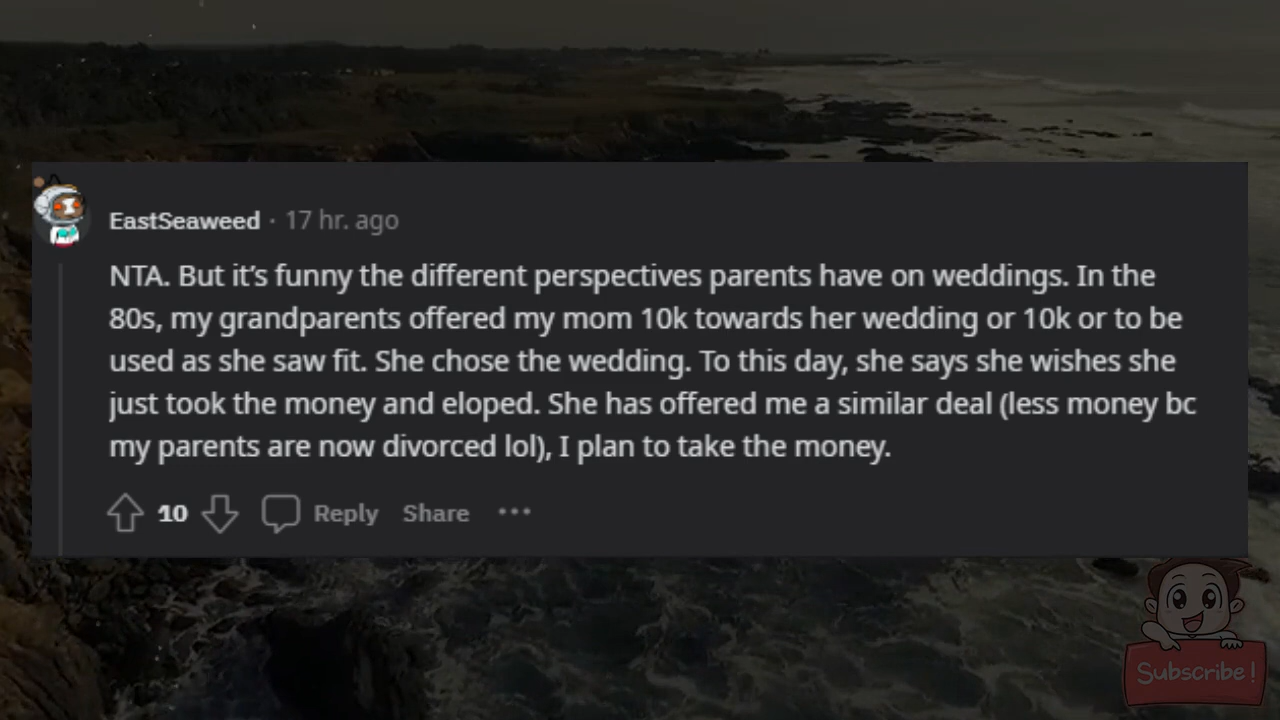 EastSeaweed · 17 hr. ago
NTA. But it’s funny the different perspectives parents have on weddings. In the
80s, my grandparents offered my mom 10k towards her wedding or 10k or to be
used as she saw fit. She chose the wedding. To this day, she says she wishes she
just took the money and eloped. She has offered me a similar deal (less money bc
my parents are now divorced lol), I plan to take the money.
10 Reply Share ···
Subscribe!